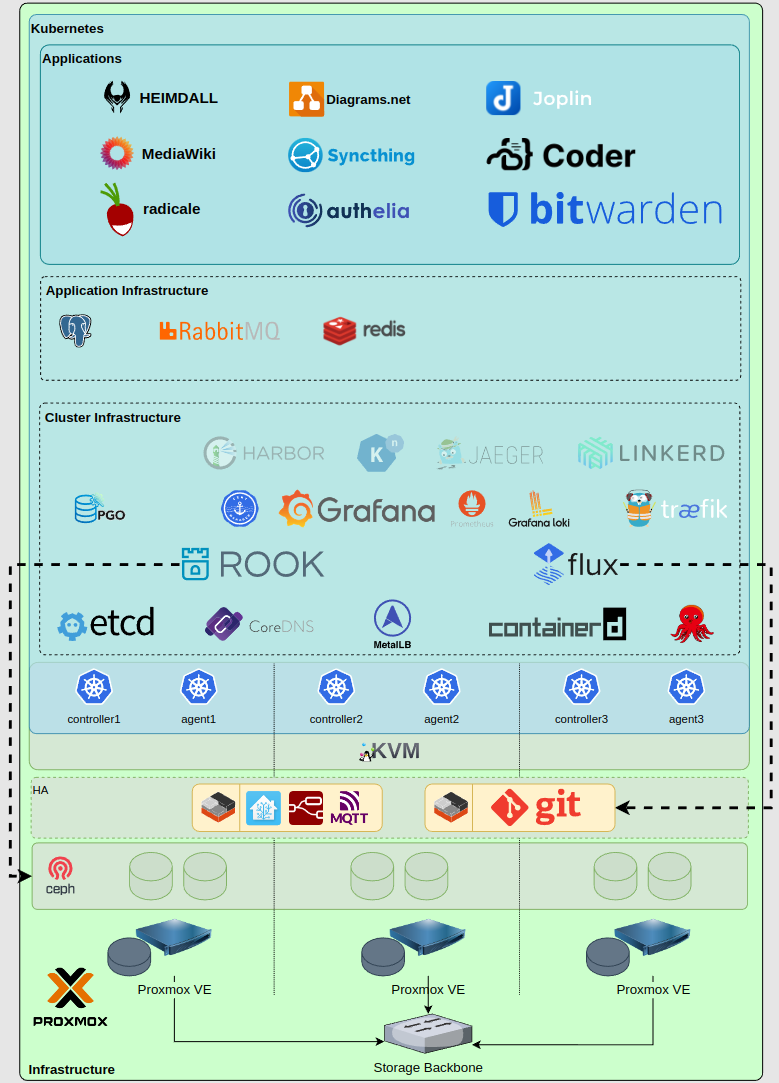 Kubernetes
Applications
HEIMDALL
Diagrams.net
Joplin
MediaWiki
Syncthing
Coder
radicale
authelia
bitwarden
Application Infrastructure
RabbitMQ
redis
Cluster Infrastructure
HARBOR
K
n
JAEGER
LINKERD
PGO
Grafana
Prometheus
Grafana loki
træfik
ROOK
flux
etcd
CoreDNS
MetalLB
containerd
controller1
agent1
controller2
agent2
controller3
agent3
KVM
HA
MQTT
git
ceph
Proxmox VE
Proxmox VE
Proxmox VE
PROXMOX
Storage Backbone
Infrastructure